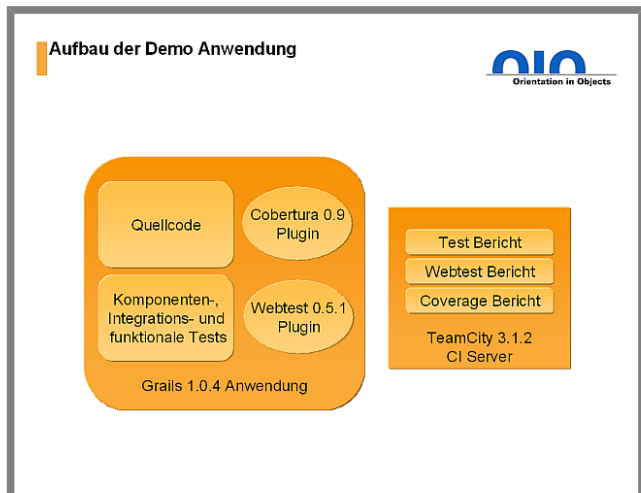 Aufbau der Demo Anwendung
OIO
Orientation in Objects
Quellcode
Cobertura 0.9
Plugin
Komponenten-,
Integrations- und
funktionale Tests
Webtest 0.5.1
Plugin
Grails 1.0.4 Anwendung
Test Bericht
Webtest Bericht
Coverage Bericht
TeamCity 3.1.2
CI Server